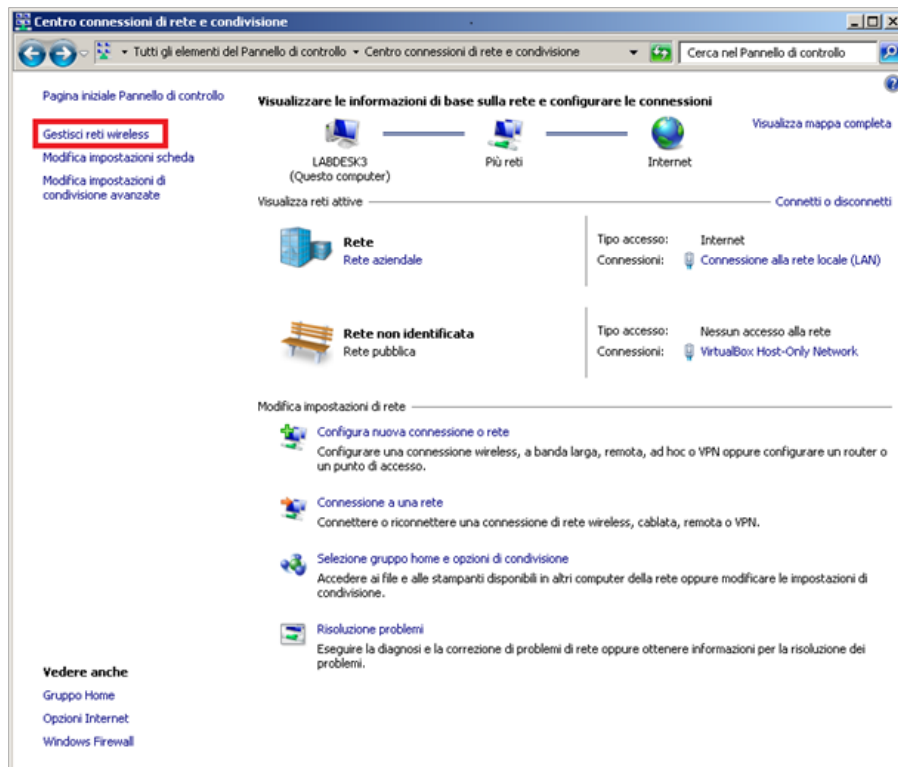 Centro connessioni di rete e condivisione
Tutti gli elementi del Pannello di controllo
Centro connessioni di rete e condivisione
Cerca nel Pannello di controllo
Pagina iniziale Pannello di controllo
Gestisci reti wireless
Modifica impostazioni scheda
Modifica impostazioni di
condivisione avanzate
Visualizzare le informazioni di base sulla rete e configurare le connessioni
Visualizza mappa completa
LABDESK3
(Questo computer)
Più reti
Internet
Visualizza reti attive
Connetti o disconnetti
Rete
Rete aziendale
Tipo accesso: Internet
Connessioni: Connessione alla rete locale (LAN)
Rete non identificata
Rete pubblica
Tipo accesso: Nessun accesso alla rete
Connessioni: VirtualBox Host-Only Network
Modifica impostazioni di rete
Configura nuova connessione o rete
Configurare una connessione wireless, a banda larga, remota, ad hoc o VPN oppure configurare un router o
un punto di accesso.
Connessione a una rete
Connettere o riconnettere una connessione di rete wireless, cablata, remota o VPN.
Selezione gruppo home e opzioni di condivisione
Accedere ai file e alle stampanti disponibili in altri computer della rete oppure modificare le impostazioni di
condivisione.
Risoluzione problemi
Eseguire la diagnosi e la correzione di problemi di rete oppure ottenere informazioni per la risoluzione dei
problemi.
Vedere anche
Gruppo Home
Opzioni Internet
Windows Firewall